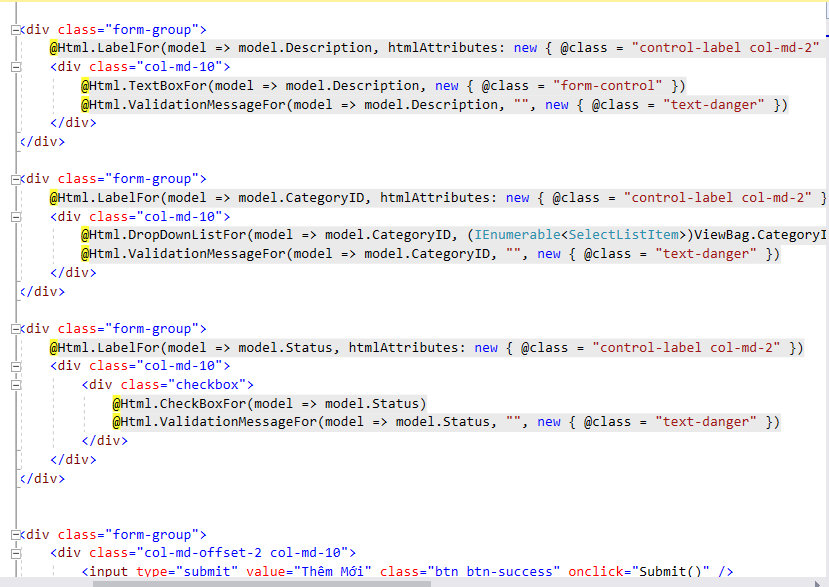 <div class="form-group">
@Html.LabelFor(model => model.Description, htmlAttributes: new { @class = "control-label col-md-2"
<div class="col-md-10">
@Html.TextBoxFor(model => model.Description, new { @class = "form-control" })
@Html.ValidationMessageFor(model => model.Description, "", new { @class = "text-danger" })
</div>
</div>
<div class="form-group">
@Html.LabelFor(model => model.CategoryID, htmlAttributes: new { @class = "control-label col-md-2" }
<div class="col-md-10">
@Html.DropDownListFor(model => model.CategoryID, (IEnumerable<SelectListItem>)ViewBag.CategoryI
@Html.ValidationMessageFor(model => model.CategoryID, "", new { @class = "text-danger" })
</div>
</div>
<div class="form-group">
@Html.LabelFor(model => model.Status, htmlAttributes: new { @class = "control-label col-md-2" })
<div class="col-md-10">
<div class="checkbox">
@Html.CheckBoxFor(model => model.Status)
@Html.ValidationMessageFor(model => model.Status, "", new { @class = "text-danger" })
</div>
</div>
</div>
<div class="form-group">
<div class="col-md-offset-2 col-md-10">
<input type="submit" value="Thêm Mới" class="btn btn-success" onclick="Submit()" />